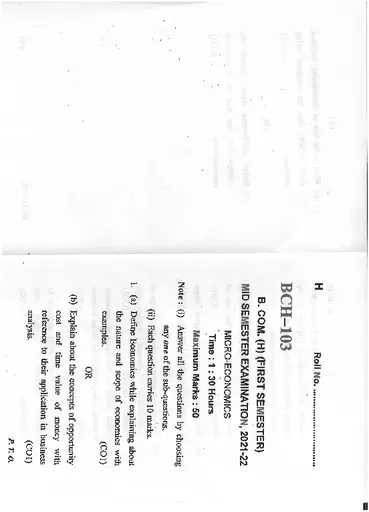 H
Roll No. ..............................
BCH–103
B. COM. (H) (FIRST SEMESTER)
MID SEMESTER EXAMINATION, 2021-22
MICRO-ECONOMICS
Time : 1 : 30 Hours
Maximum Marks : 50
Note : (i) Answer all the questions by choosing
any one of the sub-questions.
(ii) Each question carries 10 marks.
1. (a) Define Economics while explaining about
the nature and scope of economics with
examples. (CO1)
OR
(b) Explain about the concepts of opportunity
cost and time value of money with
reference to their application in business
analysis. (CO1)
P. T. O.